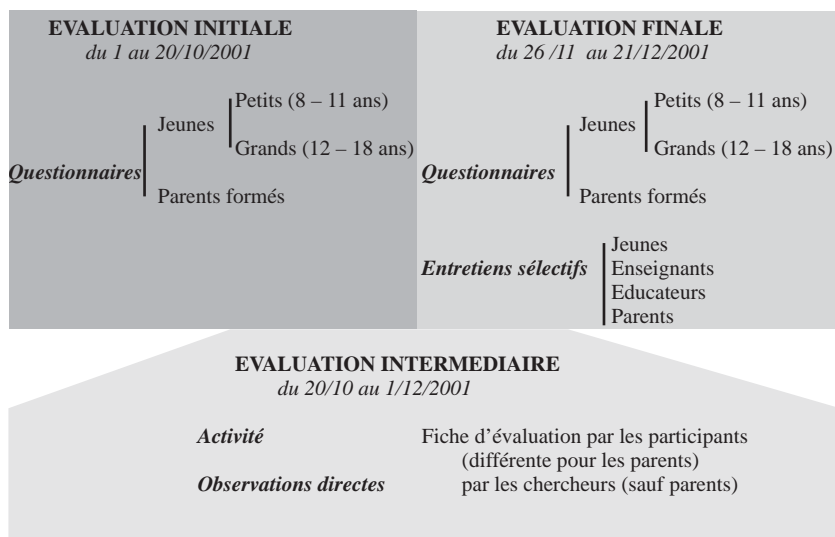 EVALUATION INITIALE
du 1 au 20/10/2001
Petits (8 – 11 ans)
Jeunes
Grands (12 – 18 ans)
Questionnaires
Parents formés
EVALUATION FINALE
du 26 /11 au 21/12/2001
Petits (8 – 11 ans)
Jeunes
Grands (12 – 18 ans)
Questionnaires
Parents formés
Jeunes
Entretiens sélectifs
Enseignants
Educateurs
Parents
EVALUATION INTERMEDIAIRE
du 20/10 au 1/12/2001
Activité Fiche d'évaluation par les participants
(différente pour les parents)
Observations directes par les chercheurs (sauf parents)